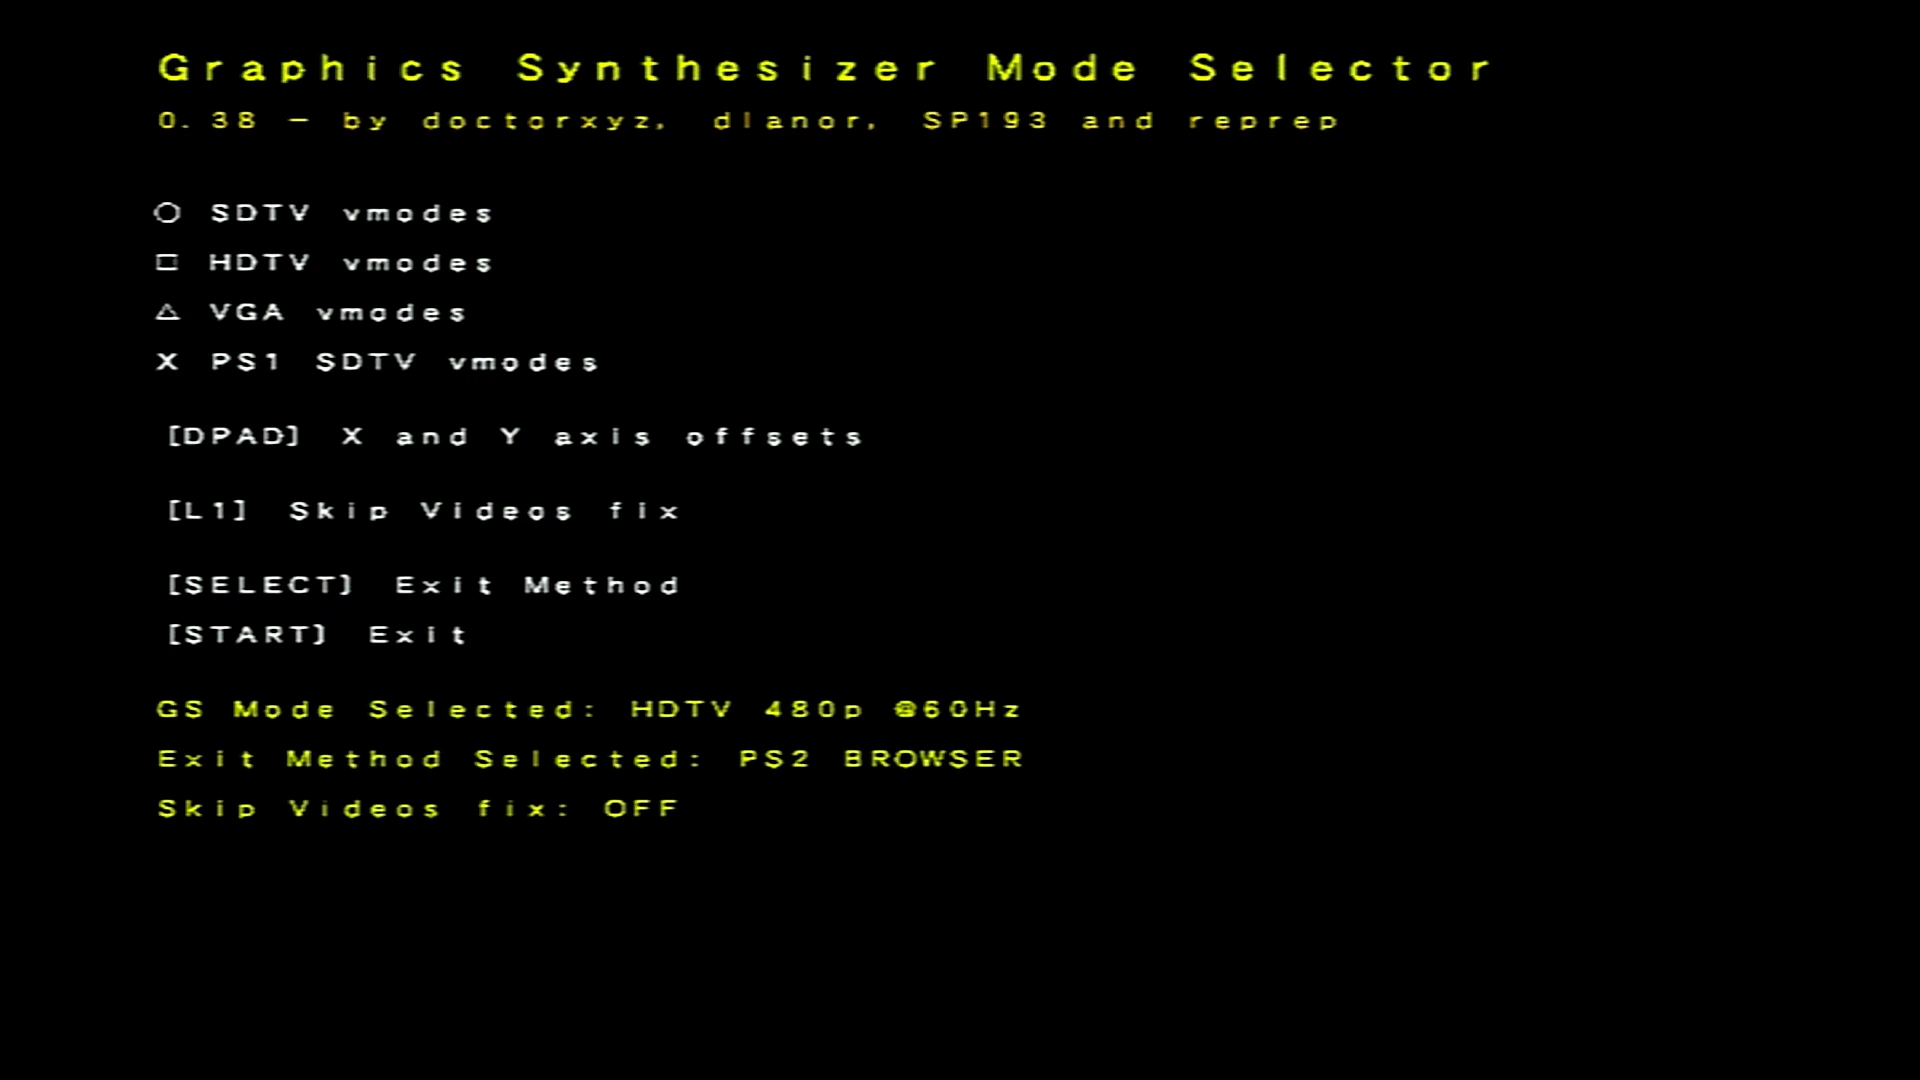 Graphics Synthesizer Mode Selector
0.38 - by doctorxyz, dlanor, SP193 and reprep
○ SDTV vmodes
□ HDTV vmodes
△ VGA vmodes
X PS1 SDTV vmodes
[DPAD] X and Y axis offsets
[L1] Skip Videos fix
[SELECT] Exit Method
[START] Exit
GS Mode Selected: HDTV 480p @60Hz
Exit Method Selected: PS2 BROWSER
Skip Videos fix: OFF